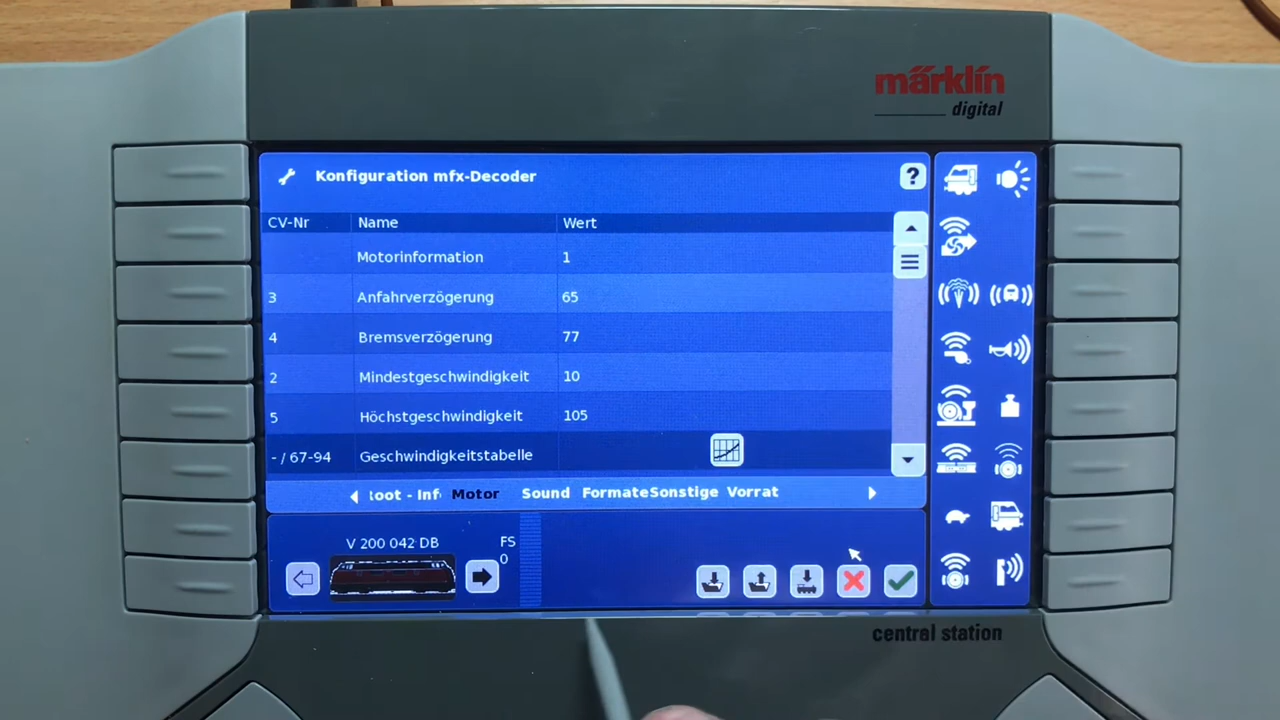 märklin
digital
Konfiguration mfx-Decoder
?
CV-Nr Name Wert
Motorinformation 1
3 Anfahrverzögerung 65
4 Bremsverzögerung 77
2 Mindestgeschwindigkeit 10
5 Höchstgeschwindigkeit 105
- / 67-94 Geschwindigkeitstabelle
Motor Sound Formate Sonstige Vorrat
V 200 042 DB FS
0
central station